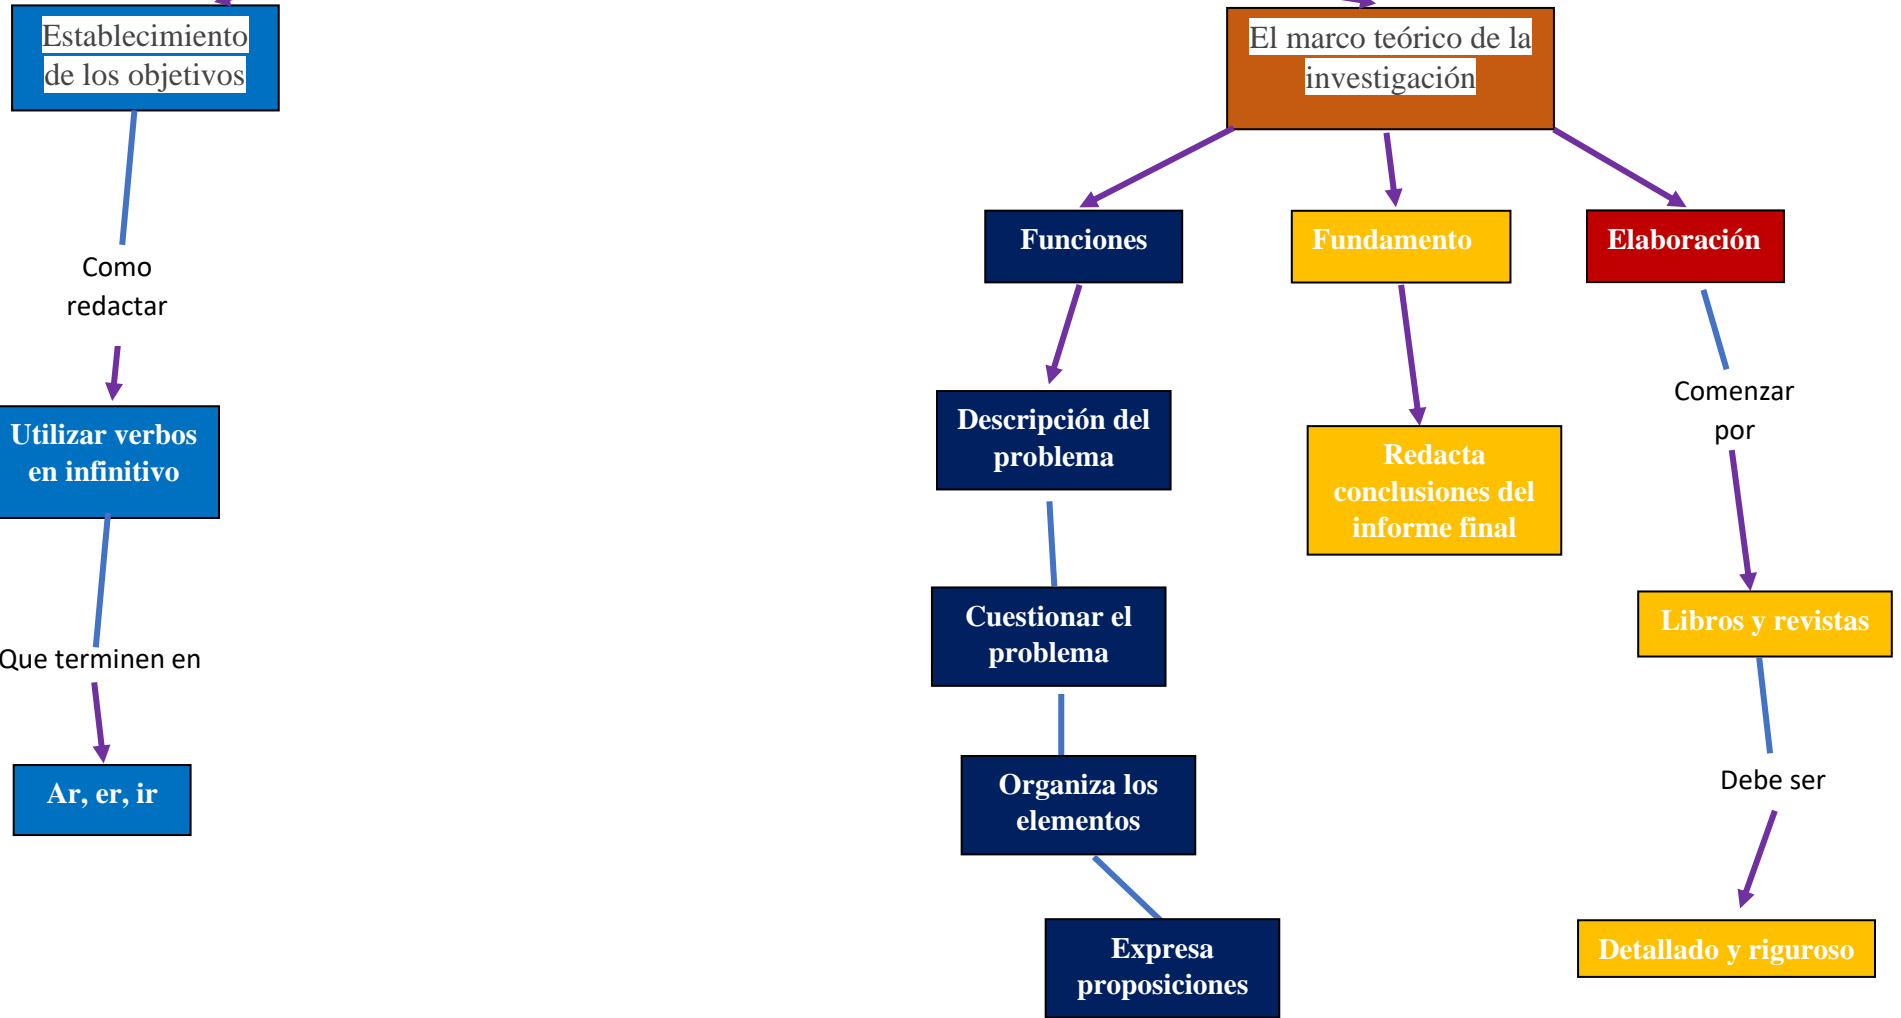 Establecimiento
de los objetivos
Como
redactar
Utilizar verbos
en infinitivo
Que terminen en
Ar, er, ir
El marco teórico de la
investigación
Funciones
Descripción del
problema
Cuestionar el
problema
Organiza los
elementos
Expresa
proposiciones
Fundamento
Redacta
conclusiones del
informe final
Elaboración
Comenzar
por
Libros y revistas
Debe ser
Detallado y riguroso